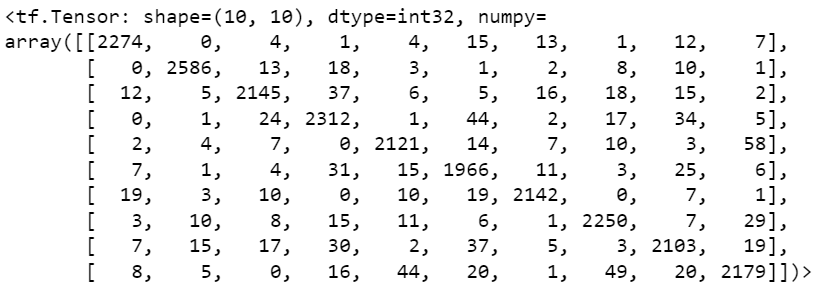 <tf.Tensor: shape=(10, 10), dtype=int32, numpy=
array([[2274,    0,    4,    1,    4,   15,   13,    1,   12,    7],
       [   0, 2586,   13,   18,    3,    1,    2,    8,   10,    1],
       [  12,    5, 2145,   37,    6,    5,   16,   18,   15,    2],
       [   0,    1,   24, 2312,    1,   44,    2,   17,   34,    5],
       [   2,    4,    7,    0, 2121,   14,    7,   10,    3,   58],
       [   7,    1,    4,   31,   15, 1966,   11,    3,   25,    6],
       [  19,    3,   10,    0,   10,   19, 2142,    0,    7,    1],
       [   3,   10,    8,   15,   11,    6,    1, 2250,    7,   29],
       [   7,   15,   17,   30,    2,   37,    5,    3, 2103,   19],
       [   8,    5,    0,   16,   44,   20,    1,   49,   20, 2179]])>